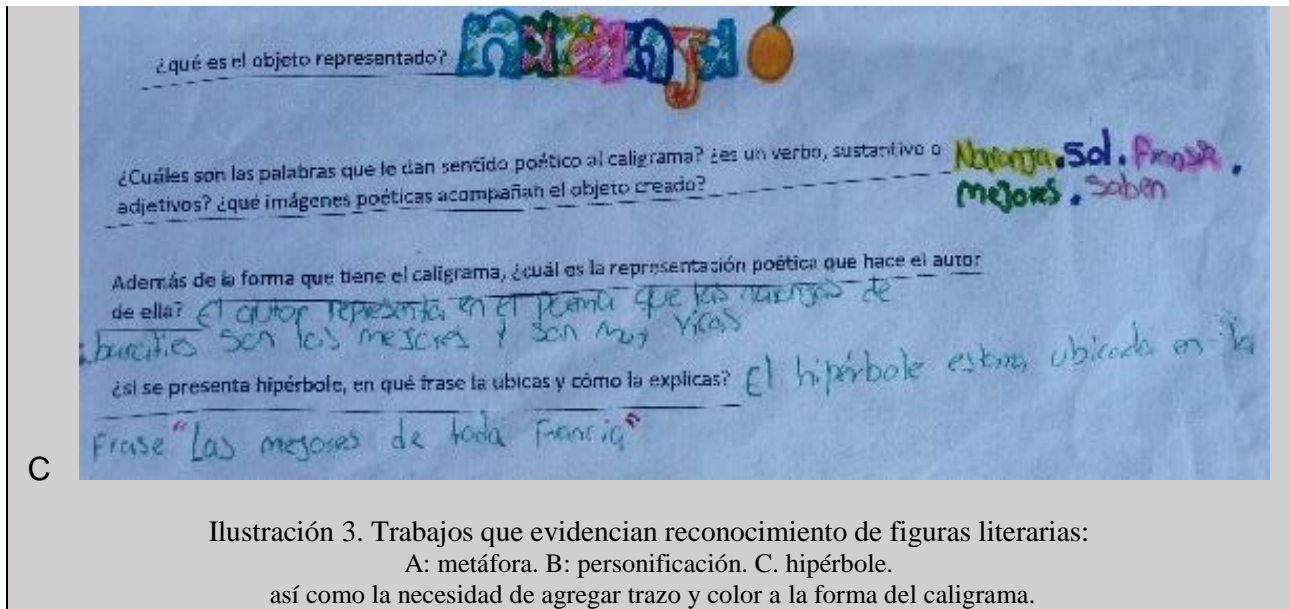 ¿qué es el objeto representado? naranja
¿Cuáles son las palabras que le dan sentido poético al caligrama? ¿es un verbo, sustantivo o Naranja. Sol. Francia.
adjetivos? ¿qué imágenes poéticas acompañan el objeto creado? mejores. Saben
Además de la forma que tiene el caligrama, ¿cuál es la representación poética que hace el autor
de ella? El autor representa en el poema que las naranjas de
son las mejores y son muy ricas
¿si se presenta hipérbole, en qué frase la ubicas y cómo la explicas? El hipérbole estiva ubicada en la
Frase "Las mejores de toda Francia"
C
Ilustración 3. Trabajos que evidencian reconocimiento de figuras literarias:
A: metáfora. B: personificación. C. hipérbole.
así como la necesidad de agregar trazo y color a la forma del caligrama.